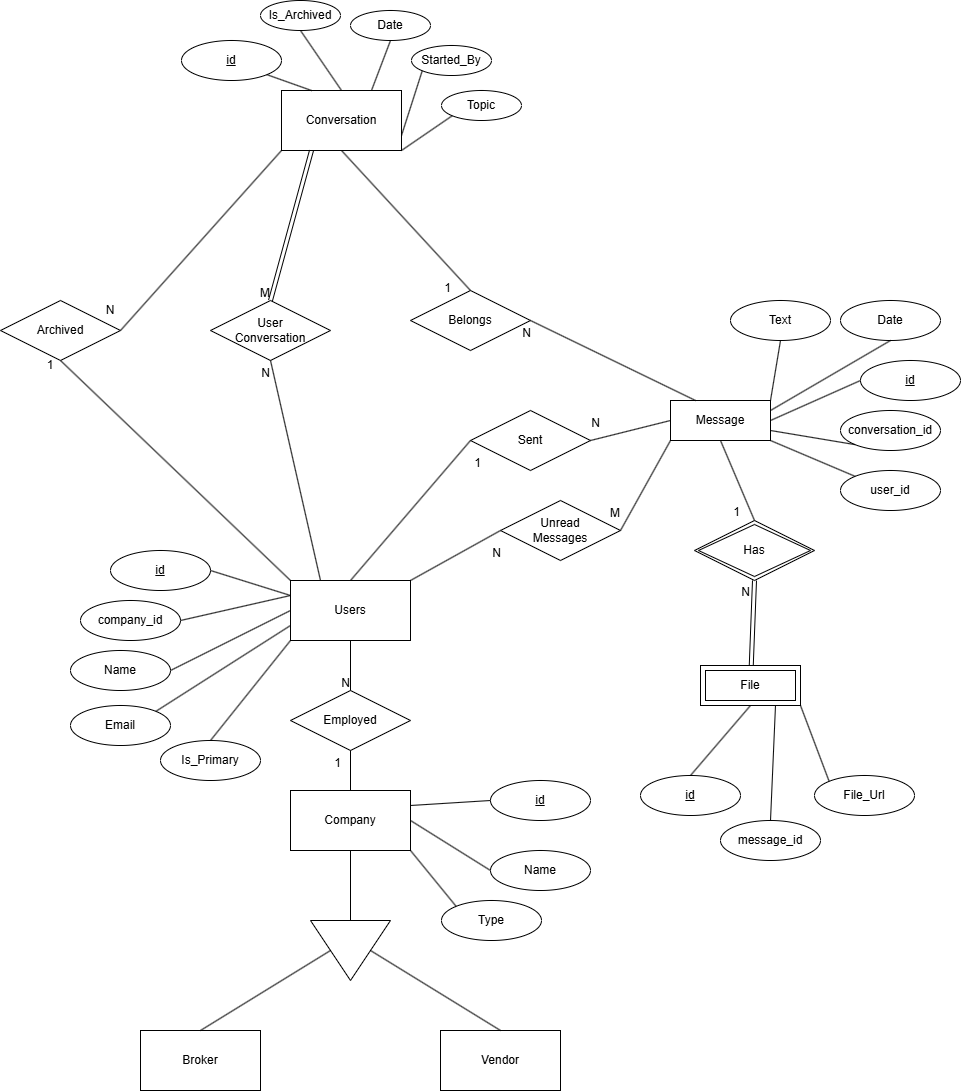 Is_Archived
Date
id
Started_By
Topic
Conversation
M
1
N
Archived
User
Conversation
Belongs
N
1
N
Text
Date
id
Message
conversation_id
N
Sent
1
user_id
M
1
Unread
Messages
N
Has
id
N
Users
company_id
Name
File
N
Email
Employed
Is_Primary
1
id
File_Url
id
Company
message_id
Name
Type
Broker
Vendor